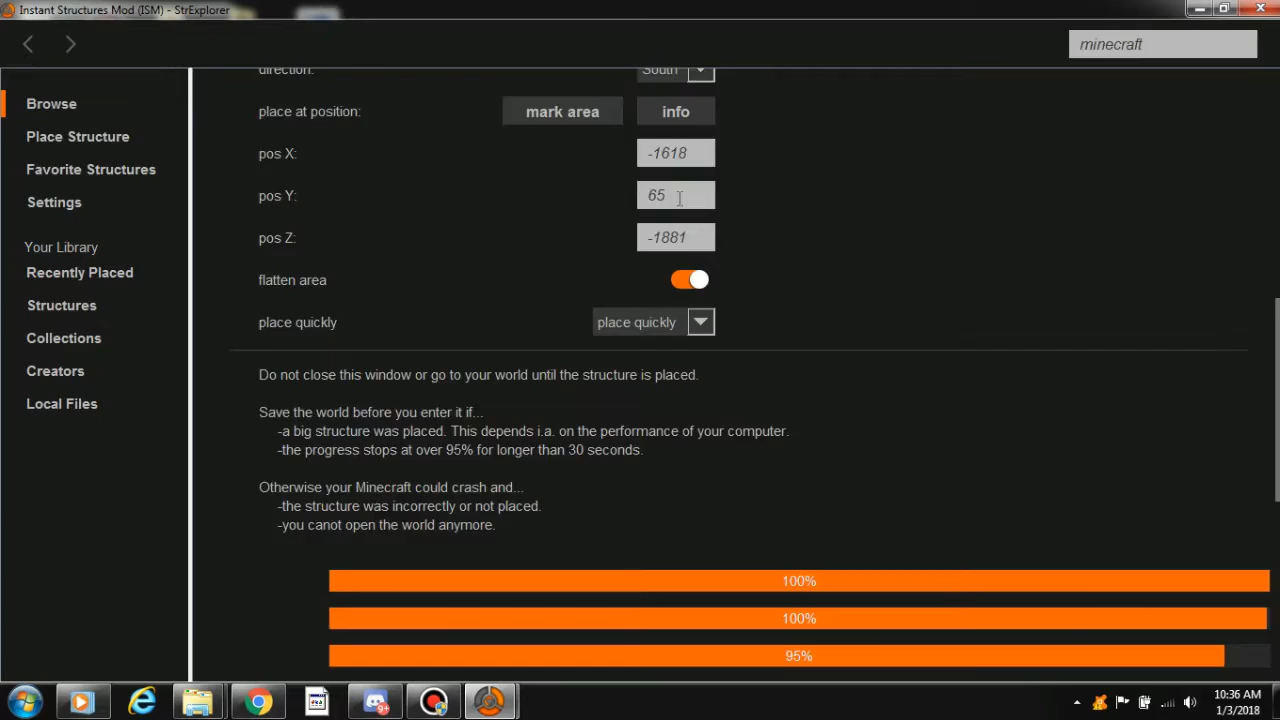 Instant Structures Mod (ISM) - StrExplorer
minecraft
Browse
Place Structure
Favorite Structures
Settings
Your Library
Recently Placed
Structures
Collections
Creators
Local Files
direction:
South
place at position:
mark area
info
pos X:
-1618
pos Y:
65
pos Z:
-1881
flatten area
place quickly
place quickly
Do not close this window or go to your world until the structure is placed.
Save the world before you enter it if...
-a big structure was placed. This depends i.a. on the performance of your computer.
-the progress stops at over 95% for longer than 30 seconds.
Otherwise your Minecraft could crash and...
-the structure was incorrectly or not placed.
-you canot open the world anymore.
100%
100%
95%
10:36 AM
1/3/2018